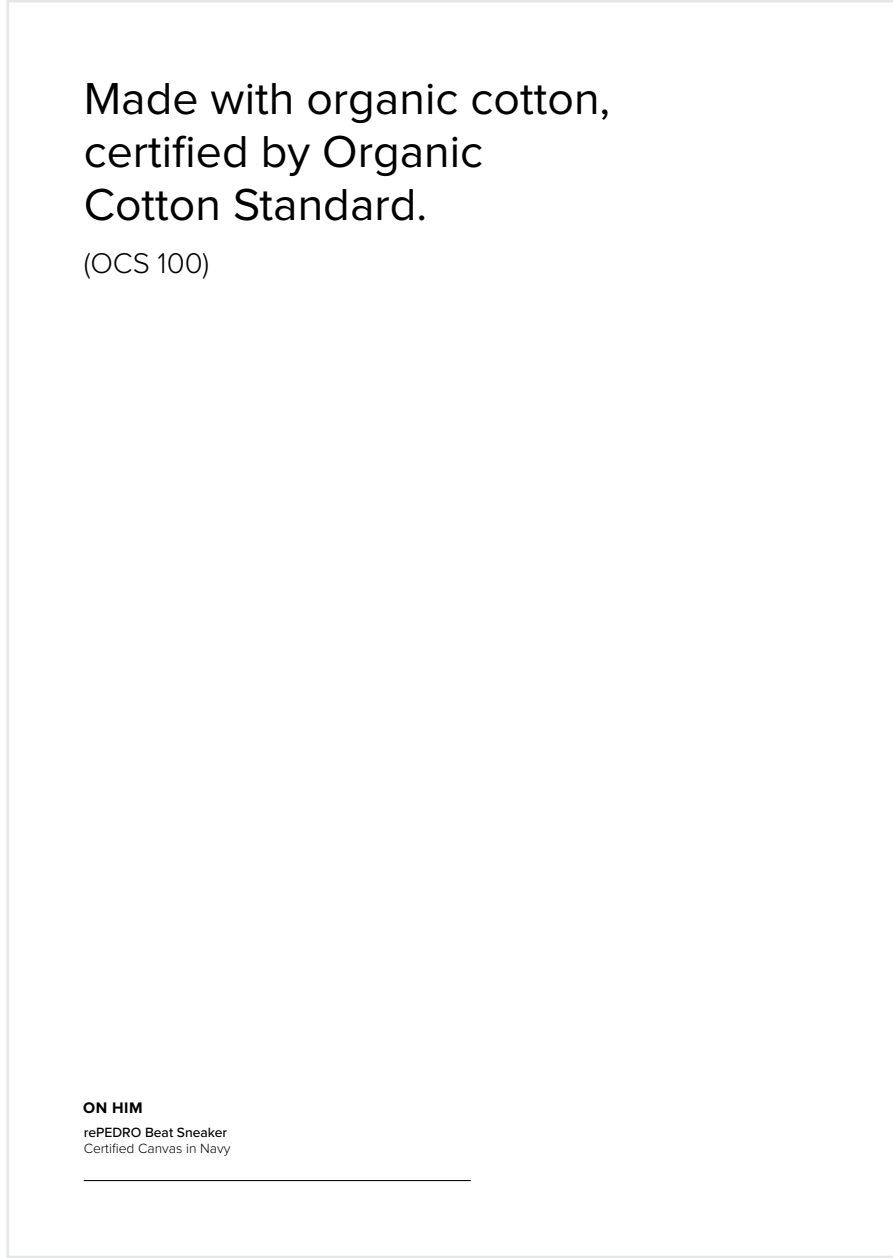 Made with organic cotton,
certified by Organic
Cotton Standard.
(OCS 100)
ON HIM
rePEDRO Beat Sneaker
Certified Canvas in Navy